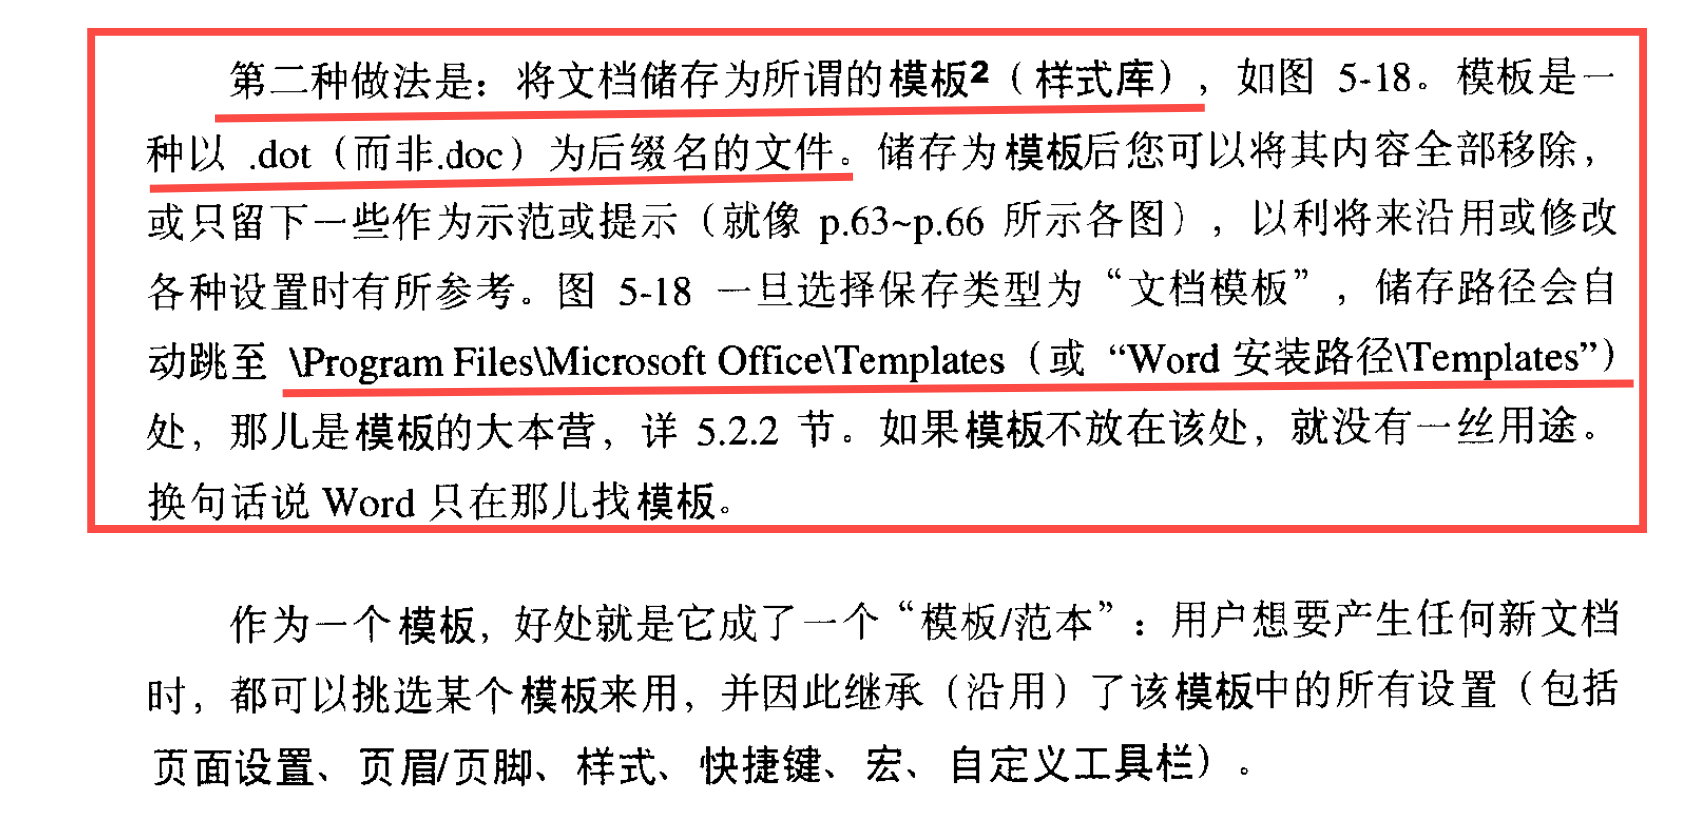 第二种做法是：将文档储存为所谓的模板2（样式库），如图 5-18。模板是一
种以 .dot（而非.doc）为后缀名的文件。储存为模板后您可以将其内容全部移除，
或只留下一些作为示范或提示（就像 p.63~p.66 所示各图），以利将来沿用或修改
各种设置时有所参考。图 5-18 一旦选择保存类型为“文档模板”，储存路径会自
动跳至 \Program Files\Microsoft Office\Templates（或 “Word 安装路径\Templates”）
处，那儿是模板的大本营，详 5.2.2 节。如果模板不放在该处，就没有一丝用途。
换句话说 Word 只在那儿找模板。
作为一个模板，好处就是它成了一个“模板/范本”：用户想要产生任何新文档
时，都可以挑选某个模板来用，并因此继承（沿用）了该模板中的所有设置（包括
页面设置、页眉/页脚、样式、快捷键、宏、自定义工具栏）。